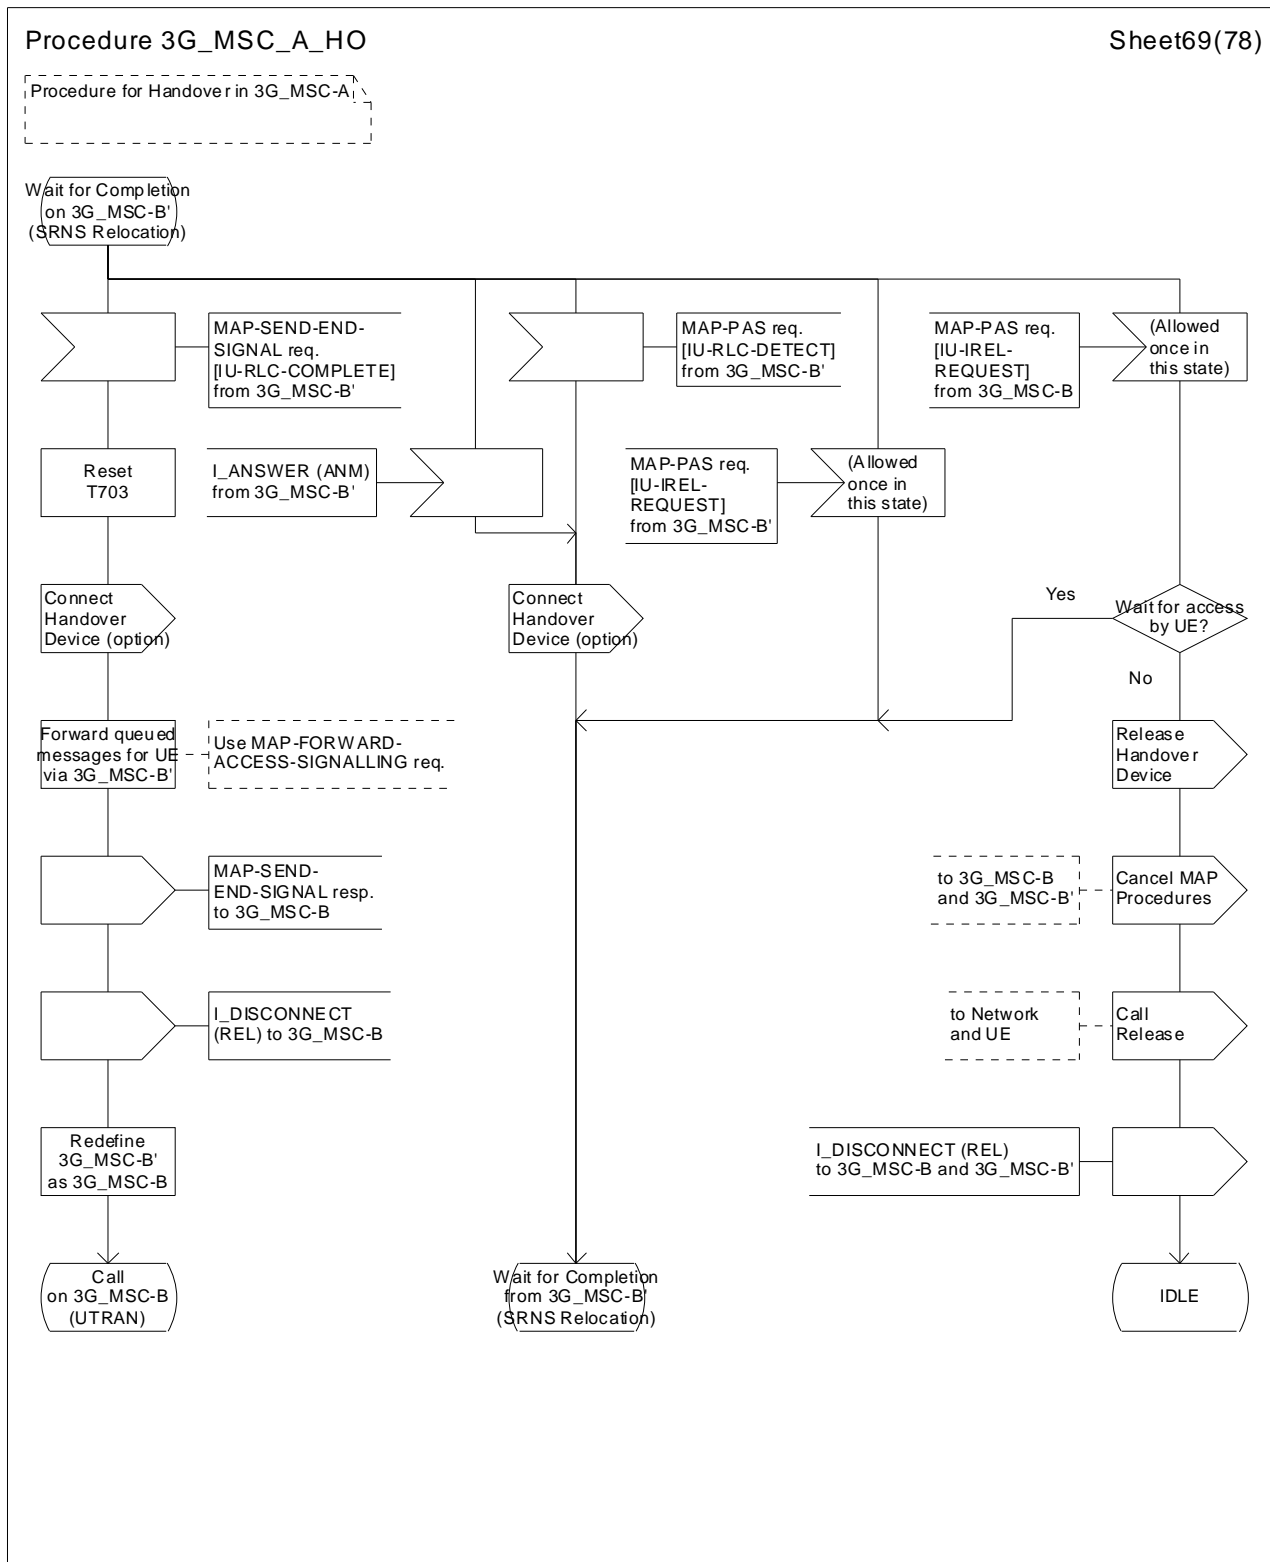 Procedure 3G_MSC_A_HO
Sheet69(78)
Procedure for Handover in 3G_MSC-A
Wait for Completion
on 3G_MSC-B'
(SRNS Relocation)
MAP-SEND-END-
SIGNAL req.
[IU-RLC-COMPLETE]
from 3G_MSC-B'
MAP-PAS req.
[IU-RLC-DETECT]
from 3G_MSC-B'
MAP-PAS req.
[IU-IREL-
REQUEST]
from 3G_MSC-B
(Allowed
once in
this state)
Reset
T703
I_ANSWER (ANM)
from 3G_MSC-B'
MAP-PAS req.
[IU-IREL-
REQUEST]
from 3G_MSC-B'
(Allowed
once in
this state)
Connect
Handover
Device (option)
Connect
Handover
Device (option)
Yes
Wait for access
by UE?
No
Forward queued
messages for UE
via 3G_MSC-B'
Use MAP-FORWARD-
ACCESS-SIGNALLING req.
Release
Handover
Device
MAP-SEND-
END-SIGNAL resp.
to 3G_MSC-B
to 3G_MSC-B
and 3G_MSC-B'
Cancel MAP
Procedures
I_DISCONNECT
(REL) to 3G_MSC-B
to Network
and UE
Call
Release
Redefine
3G_MSC-B'
as 3G_MSC-B
I_DISCONNECT (REL)
to 3G_MSC-B and 3G_MSC-B'
Call
on 3G_MSC-B
(UTRAN)
Wait for Completion
from 3G_MSC-B'
(SRNS Relocation)
IDLE